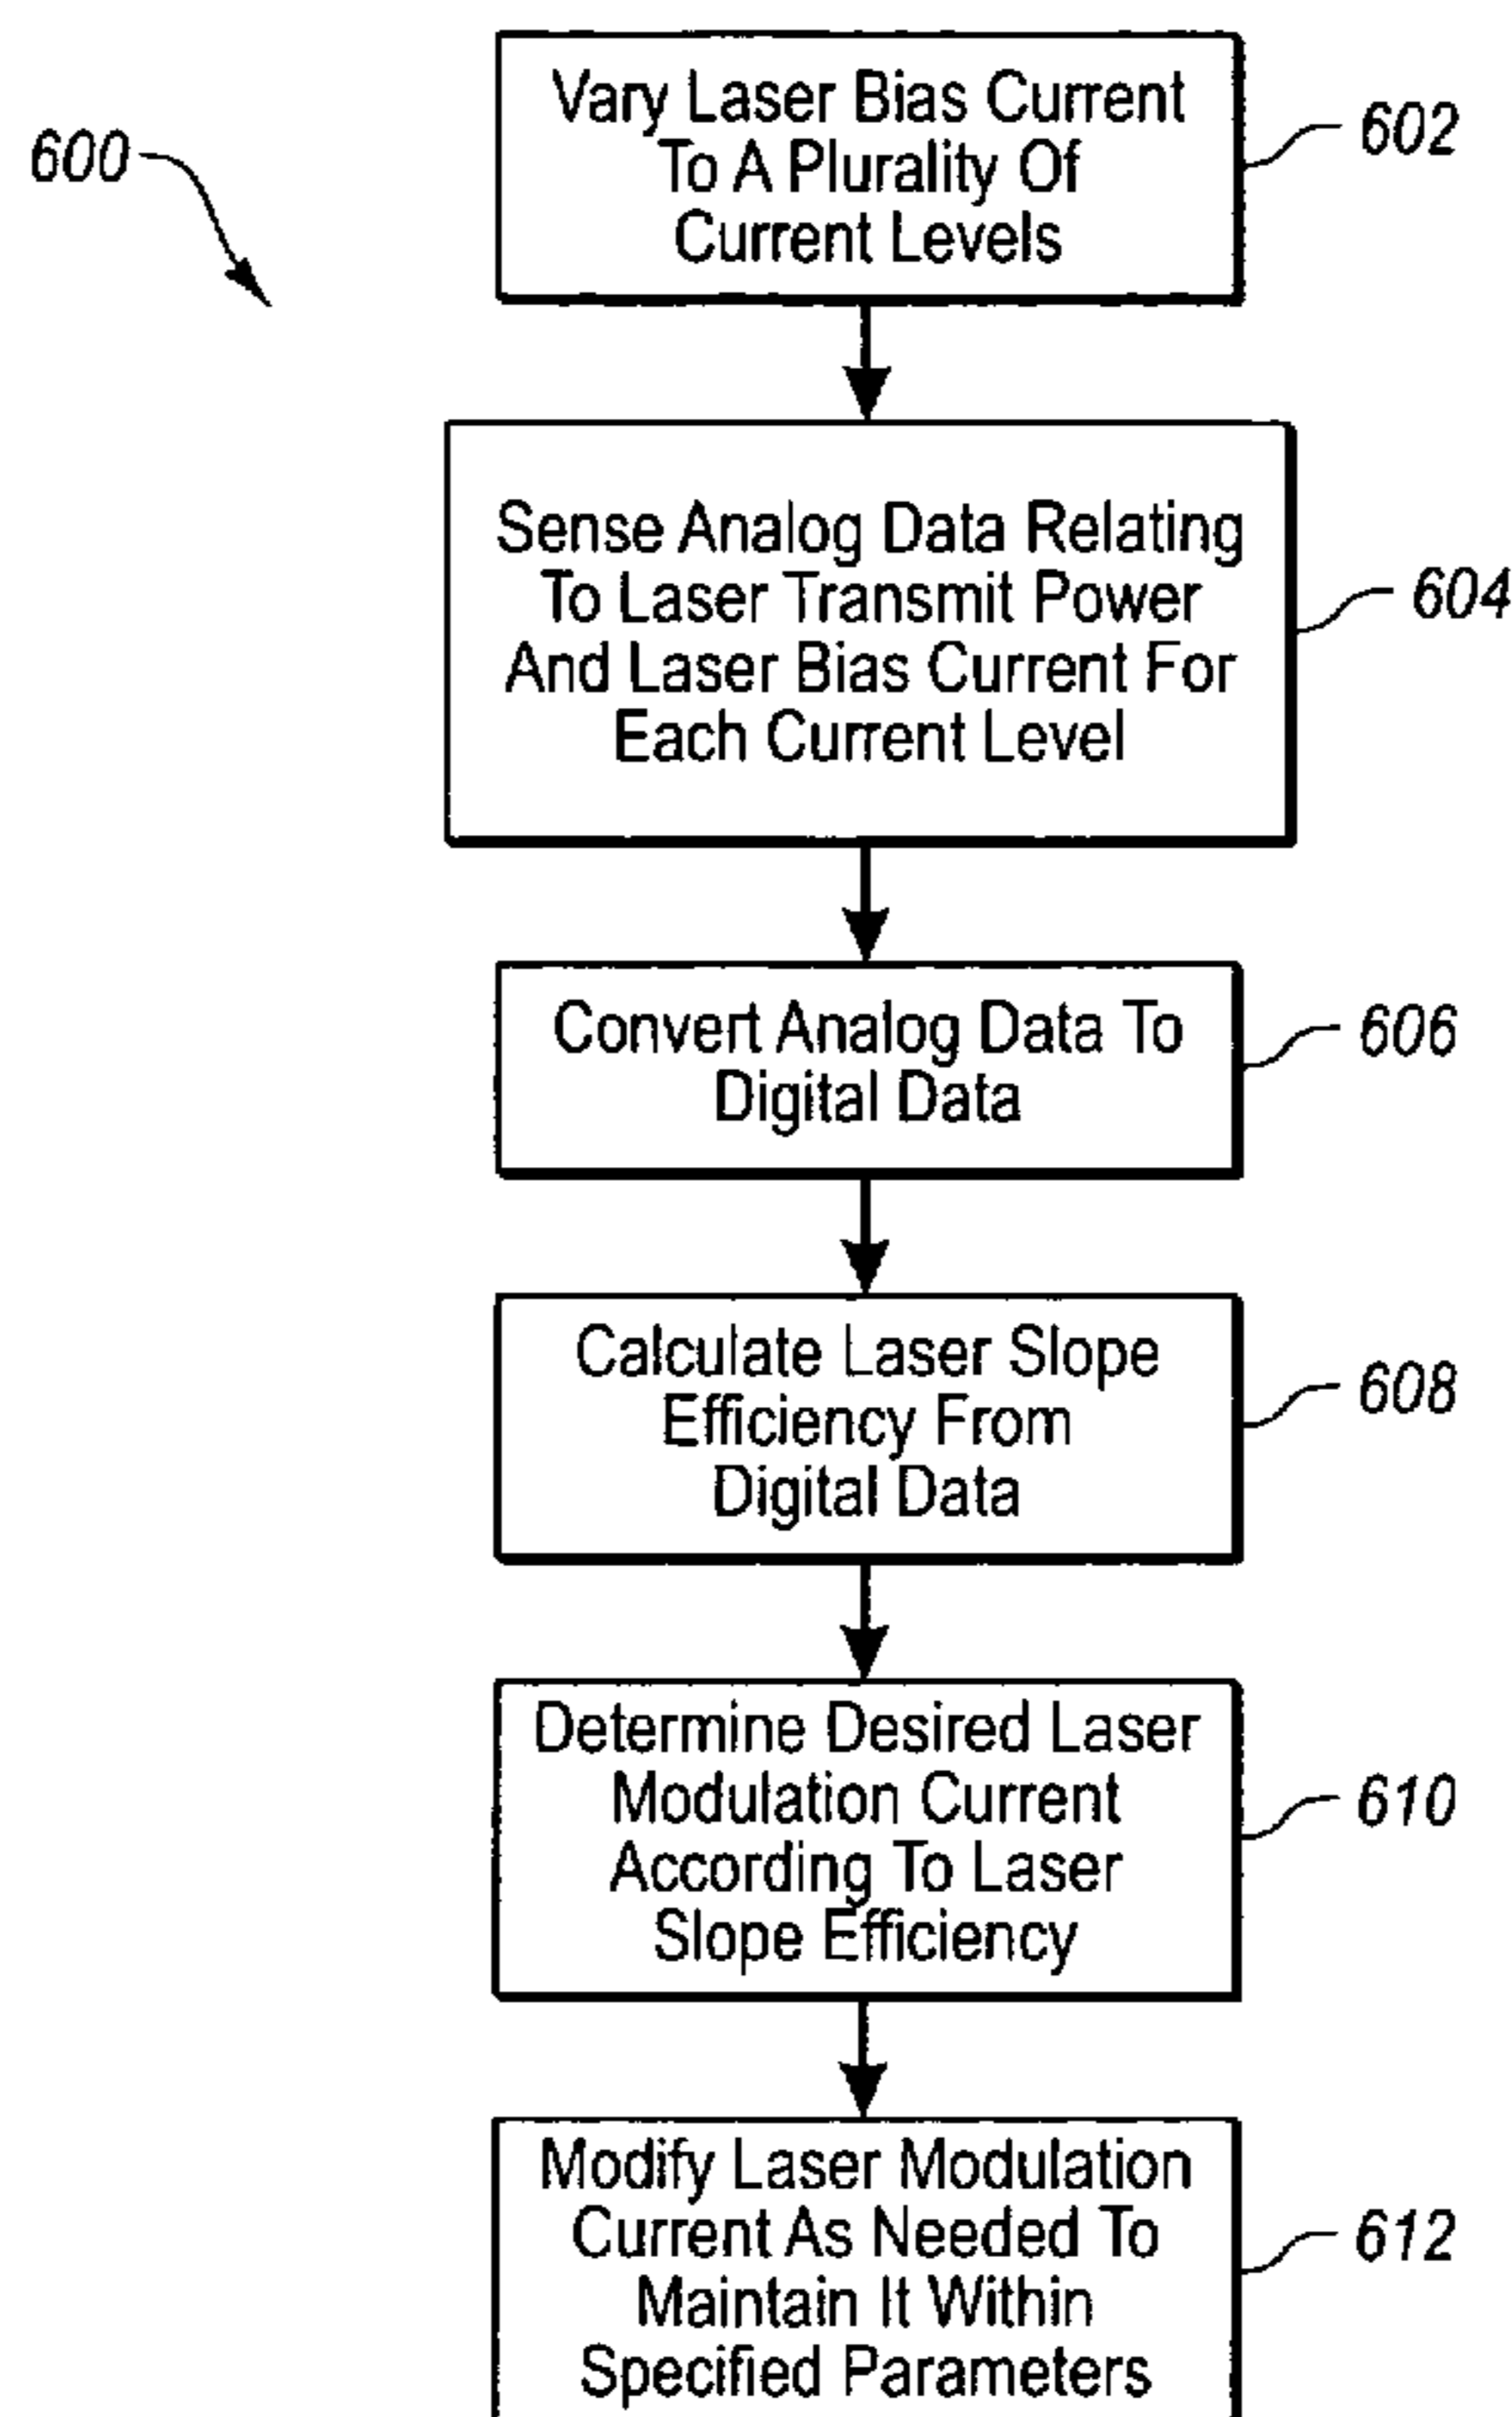 600
Vary Laser Bias Current
To A Plurality Of
Current Levels
602
Sense Analog Data Relating
To Laser Transmit Power
And Laser Bias Current For
Each Current Level
604
Convert Analog Data To
Digital Data
606
Calculate Laser Slope
Efficiency From
Digital Data
608
Determine Desired Laser
Modulation Current
According To Laser
Slope Efficiency
610
Modify Laser Modulation
Current As Needed To
Maintain It Within
Specified Parameters
612